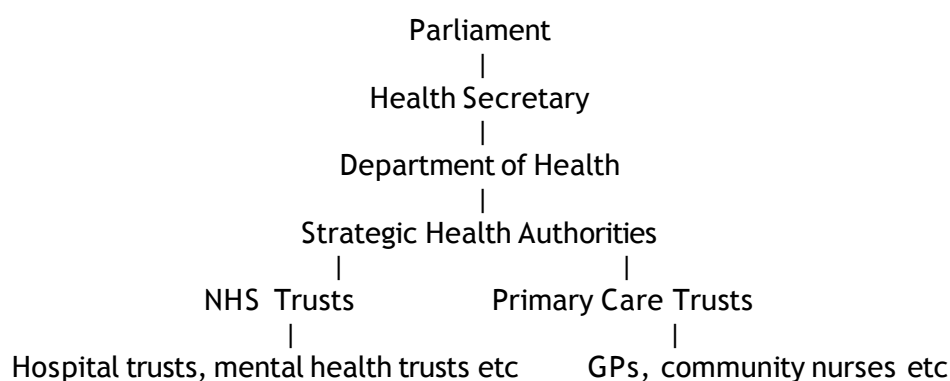 Parliament
|
Health Secretary
|
Department of Health
|
Strategic Health Authorities
| |
NHS Trusts Primary Care Trusts
| |
Hospital trusts, mental health trusts etc GPs, community nurses etc